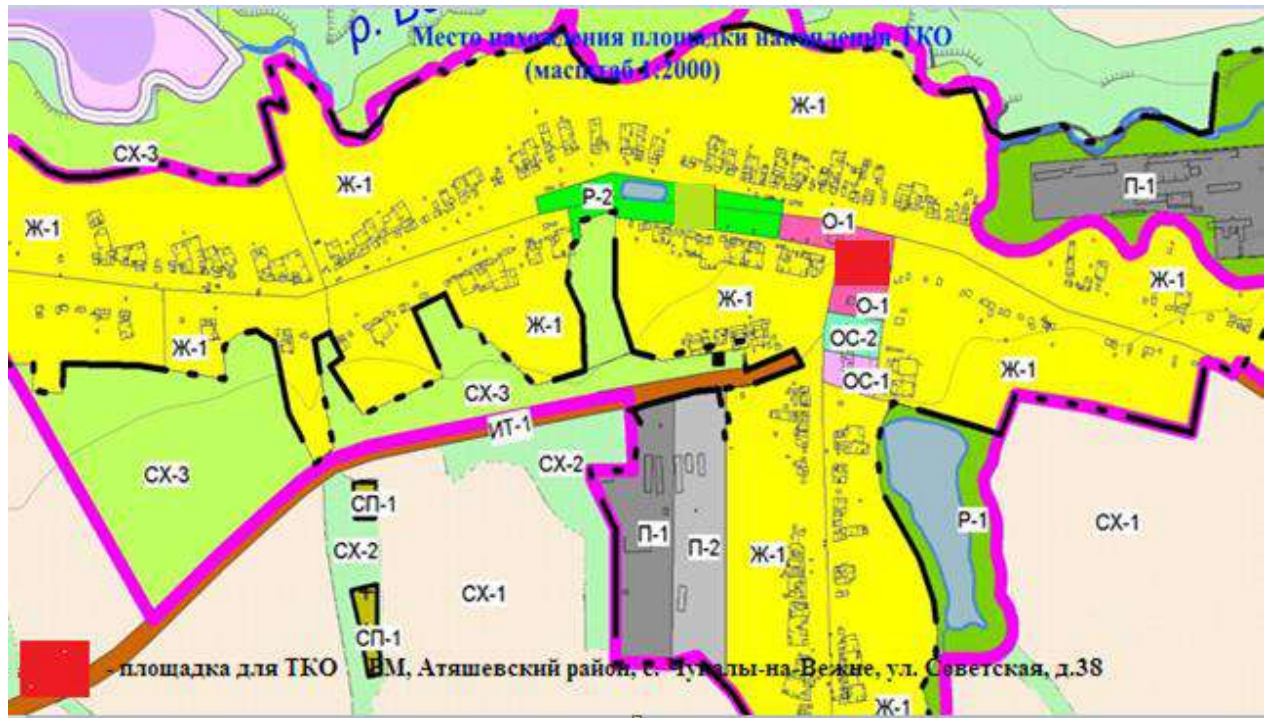 р. В
Место нахождения площадки накопления ТКО
(масштаб 1:2000)
Ж-1
СХ-3
Ж-1
П-1
Р-2
О-1
Ж-1
Ж-1
Ж-1
О-1
Ж-1
ОС-2
Ж-1
Ж-1
ОС-1
СХ-3
ИТ-1
СХ-2
СХ-3
СП-1
Р-1
СХ-1
П-1
П-2
СХ-2
Ж-1
СХ-1
СП-1
- площадка для ТКО ВМ, Атяшевский район, с. Чукалы-на-Вежне, ул. Советская, д.38
Ж-1